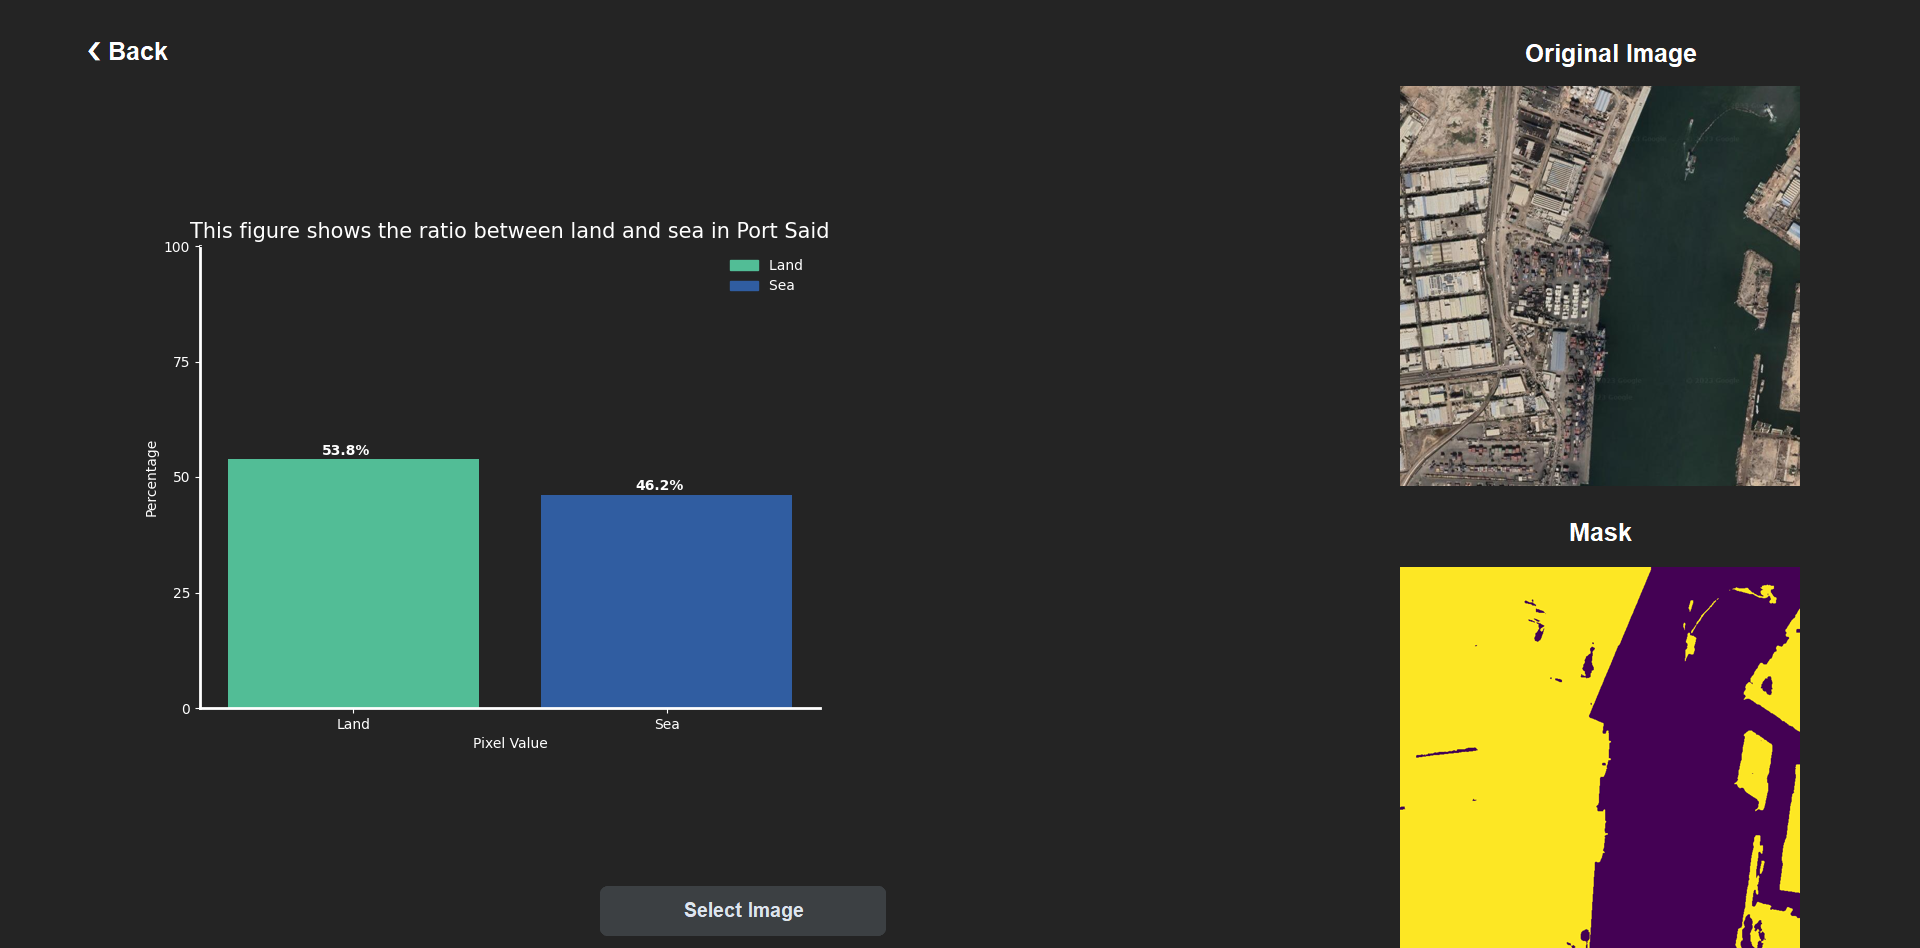 ❮ Back
Original Image
This figure shows the ratio between land and sea in Port Said
100
75
50
25
0
Percentage
Land
Sea
53.8%
46.2%
Land
Sea
Pixel Value
Mask
Select Image